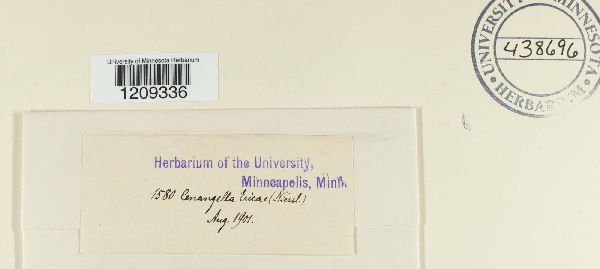 University of Minnesota Herbarium
1209336
UNIVERSITY OF MINNESOTA
438696
HERBARIUM
Herbarium of the University,
Minneapolis, Minn.
1580 Cenangella Ericae (Niessl.)
Aug. 1901.